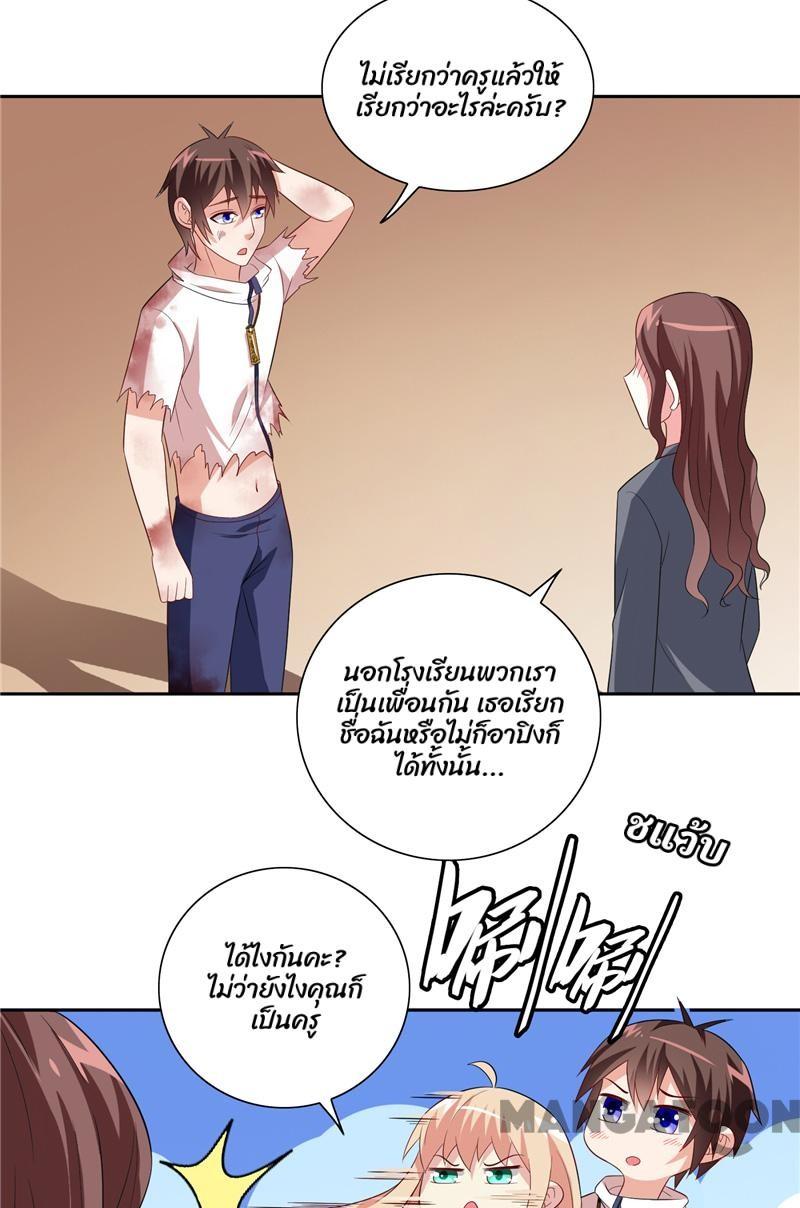 ไม่เรียกว่าครูแล้วให้
เรียกว่าอะไรล่ะครับ?
นอกโรงเรียนพวกเรา
เป็นเพื่อนกัน เธอเรียก
ชื่อฉันหรือไม่ก็อาปิงก็
ได้ทั้งนั้น...
ชแว้บ
ได้ไงกันคะ?
ไม่ว่ายังไงคุณก็
เป็นครู
MANGATOON